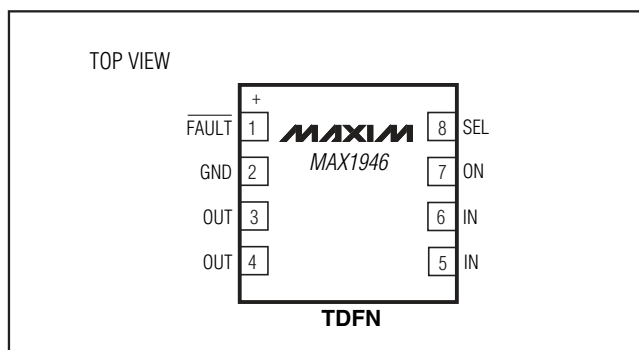 TOP VIEW
+
FAULT 1 MAXIM 8 SEL
MAX1946
GND 2 7 ON
OUT 3 6 IN
OUT 4 5 IN
TDFN